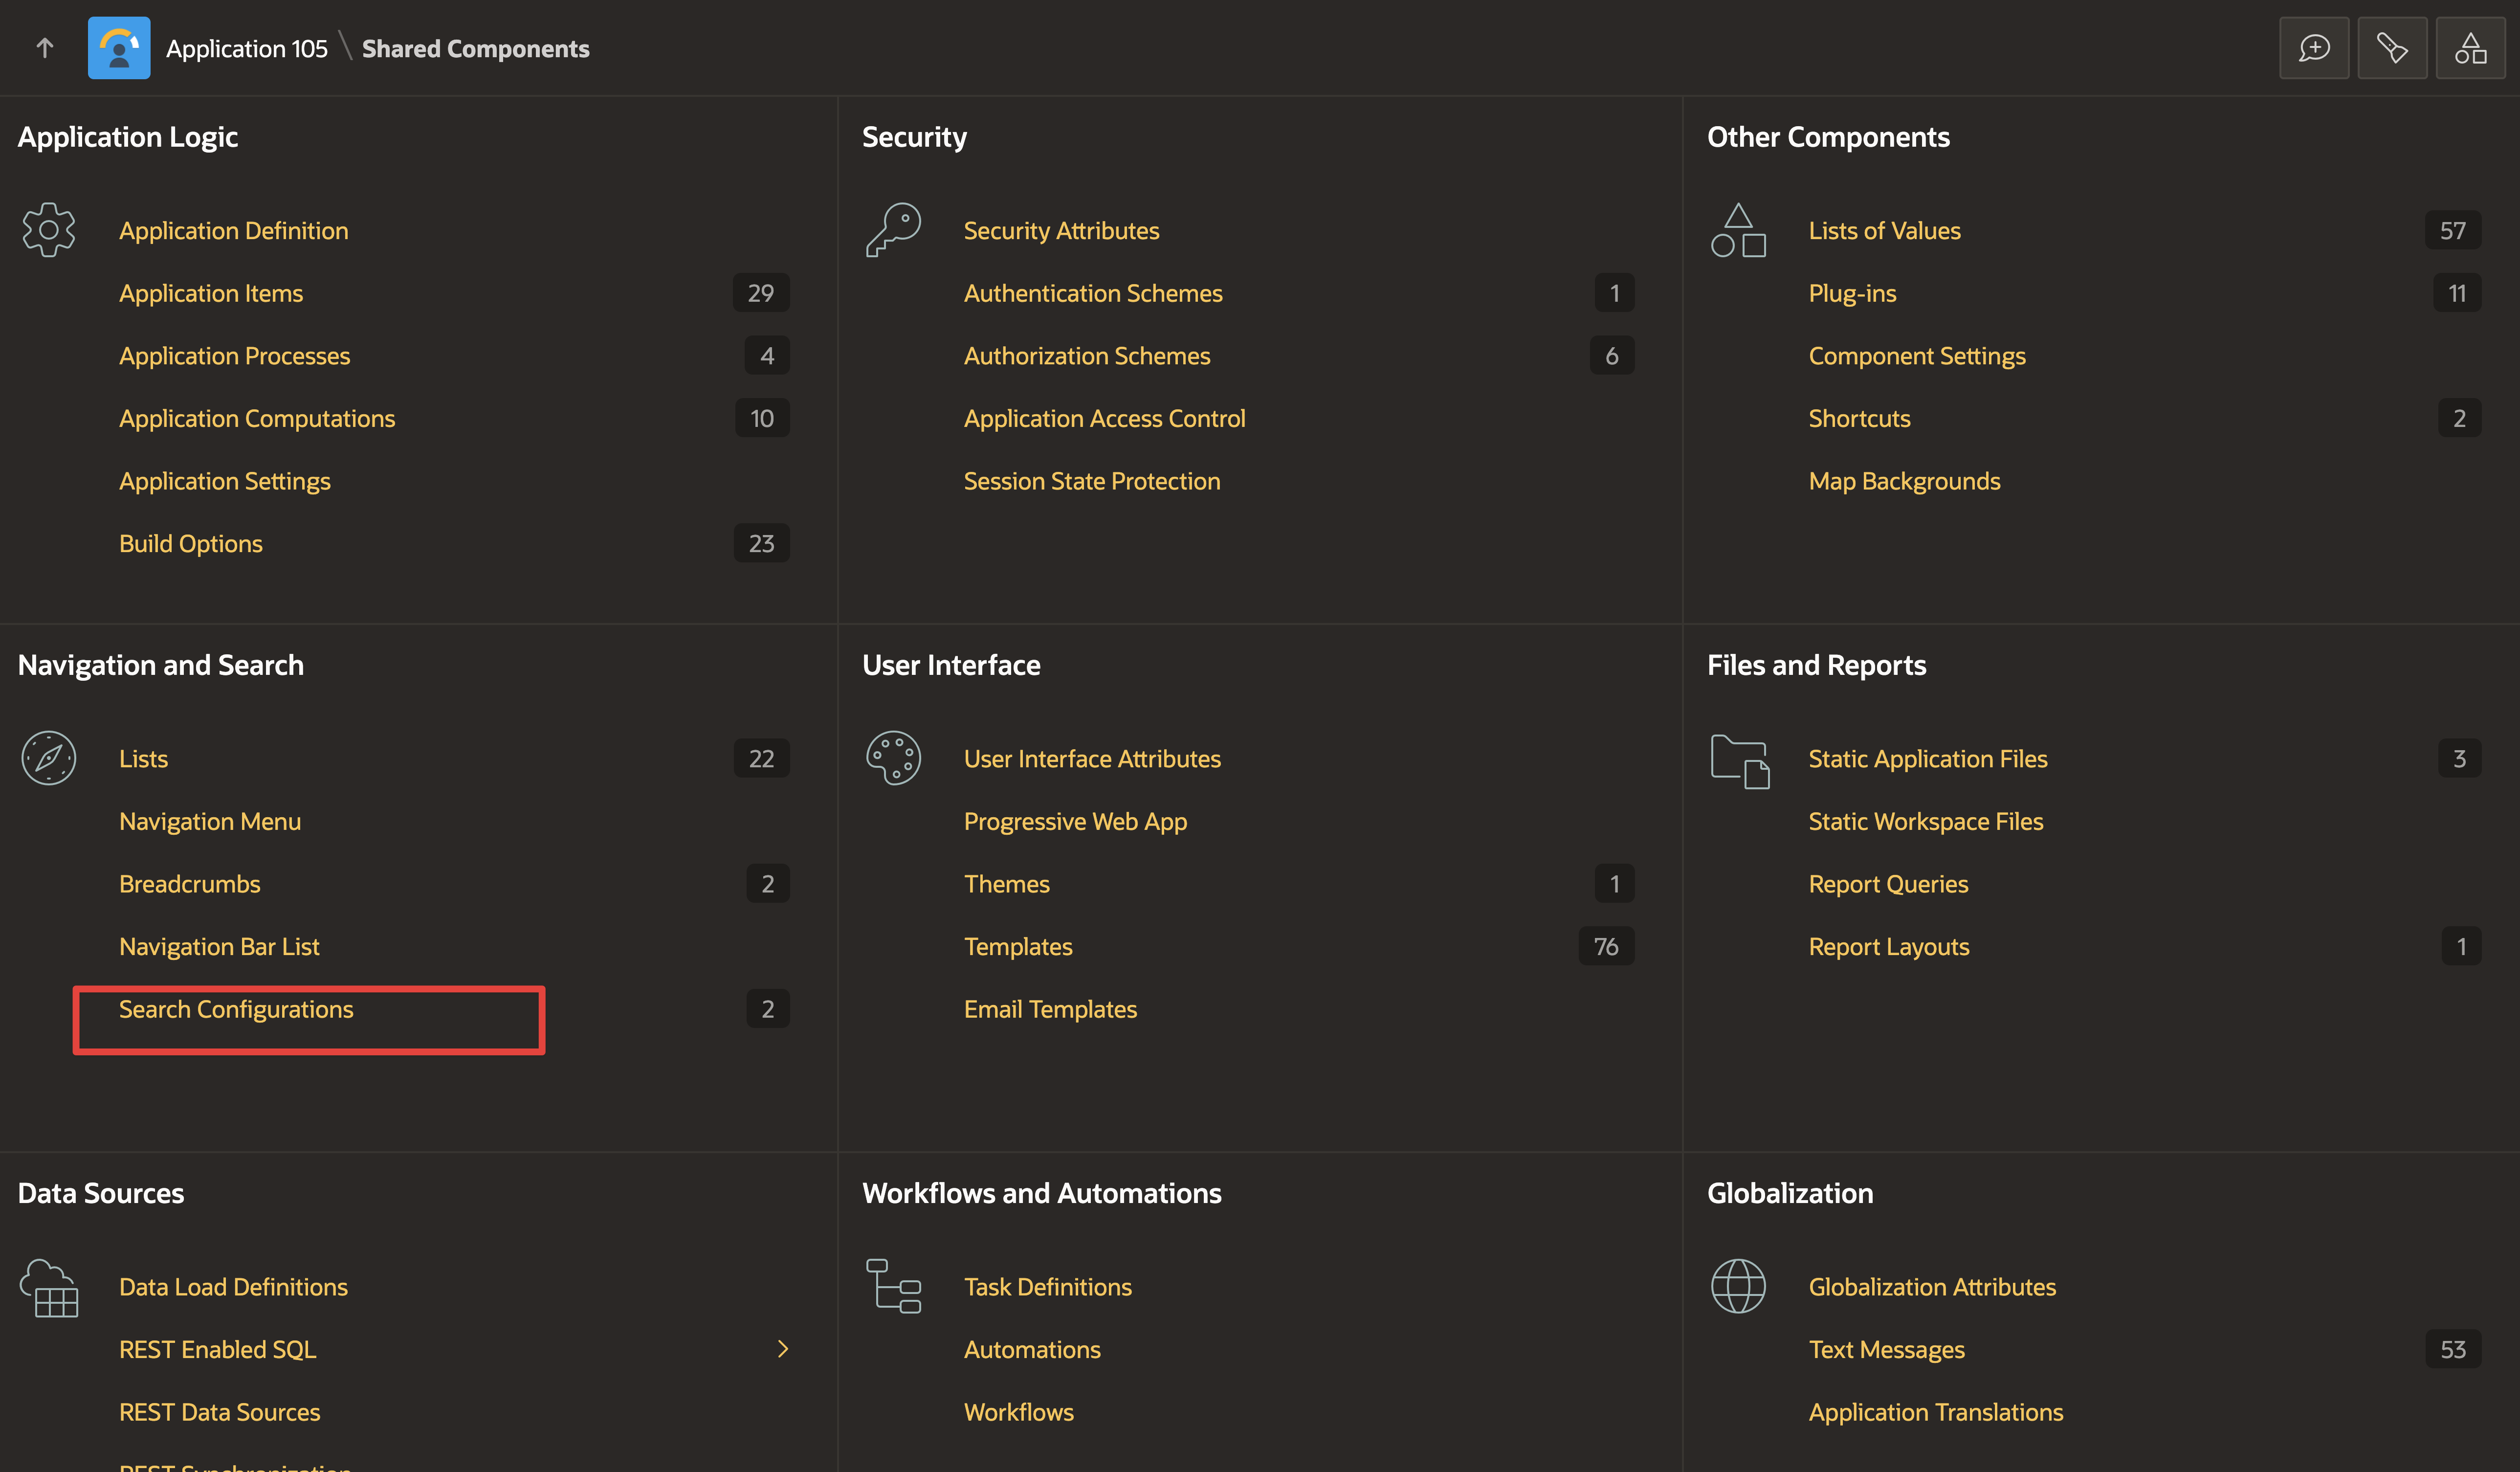 Application 105 \ Shared Components
Application Logic
Application Definition
Application Items 29
Application Processes 4
Application Computations 10
Application Settings
Build Options 23
Security
Security Attributes
Authentication Schemes 1
Authorization Schemes 6
Application Access Control
Session State Protection
Other Components
Lists of Values 57
Plug-ins 11
Component Settings
Shortcuts 2
Map Backgrounds
Navigation and Search
Lists 22
Navigation Menu
Breadcrumbs 2
Navigation Bar List
Search Configurations 2
User Interface
User Interface Attributes
Progressive Web App
Themes 1
Templates 76
Email Templates
Files and Reports
Static Application Files 3
Static Workspace Files
Report Queries
Report Layouts 1
Data Sources
Data Load Definitions
REST Enabled SQL
REST Data Sources
REST Synchronization
Workflows and Automations
Task Definitions
Automations
Workflows
Globalization
Globalization Attributes
Text Messages 53
Application Translations